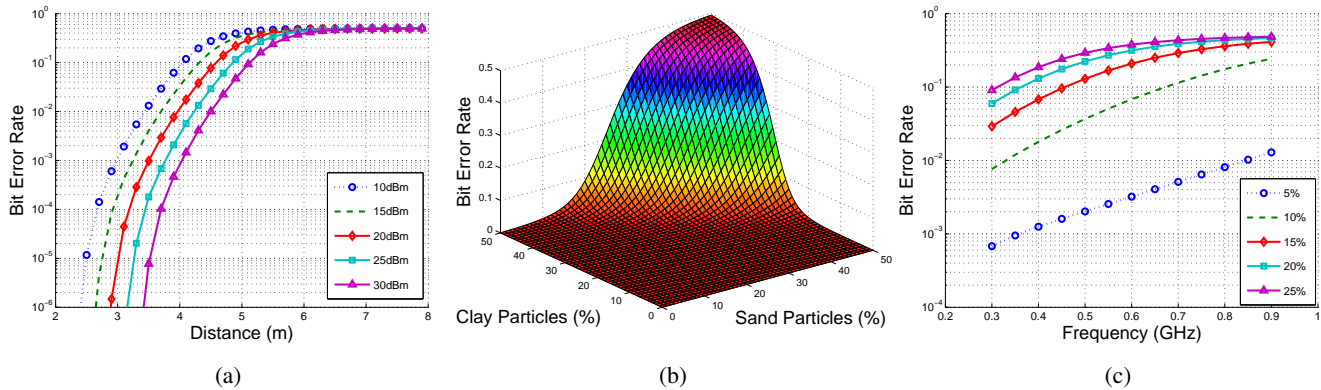 10⁰
10⁻¹
10⁻²
10⁻³
10⁻⁴
10⁻⁵
10⁻⁶
Bit Error Rate
2 3 4 5 6 7 8
Distance (m)
10dBm
15dBm
20dBm
25dBm
30dBm
(a)
0.5
0.4
0.3
0.2
0.1
0
Bit Error Rate
50 40 30 20 10 0
Clay Particles (%)
0 10 20 30 40 50
Sand Particles (%)
(b)
10⁰
10⁻¹
10⁻²
10⁻³
10⁻⁴
Bit Error Rate
0.2 0.3 0.4 0.5 0.6 0.7 0.8 0.9 1
Frequency (GHz)
5%
10%
15%
20%
25%
(c)